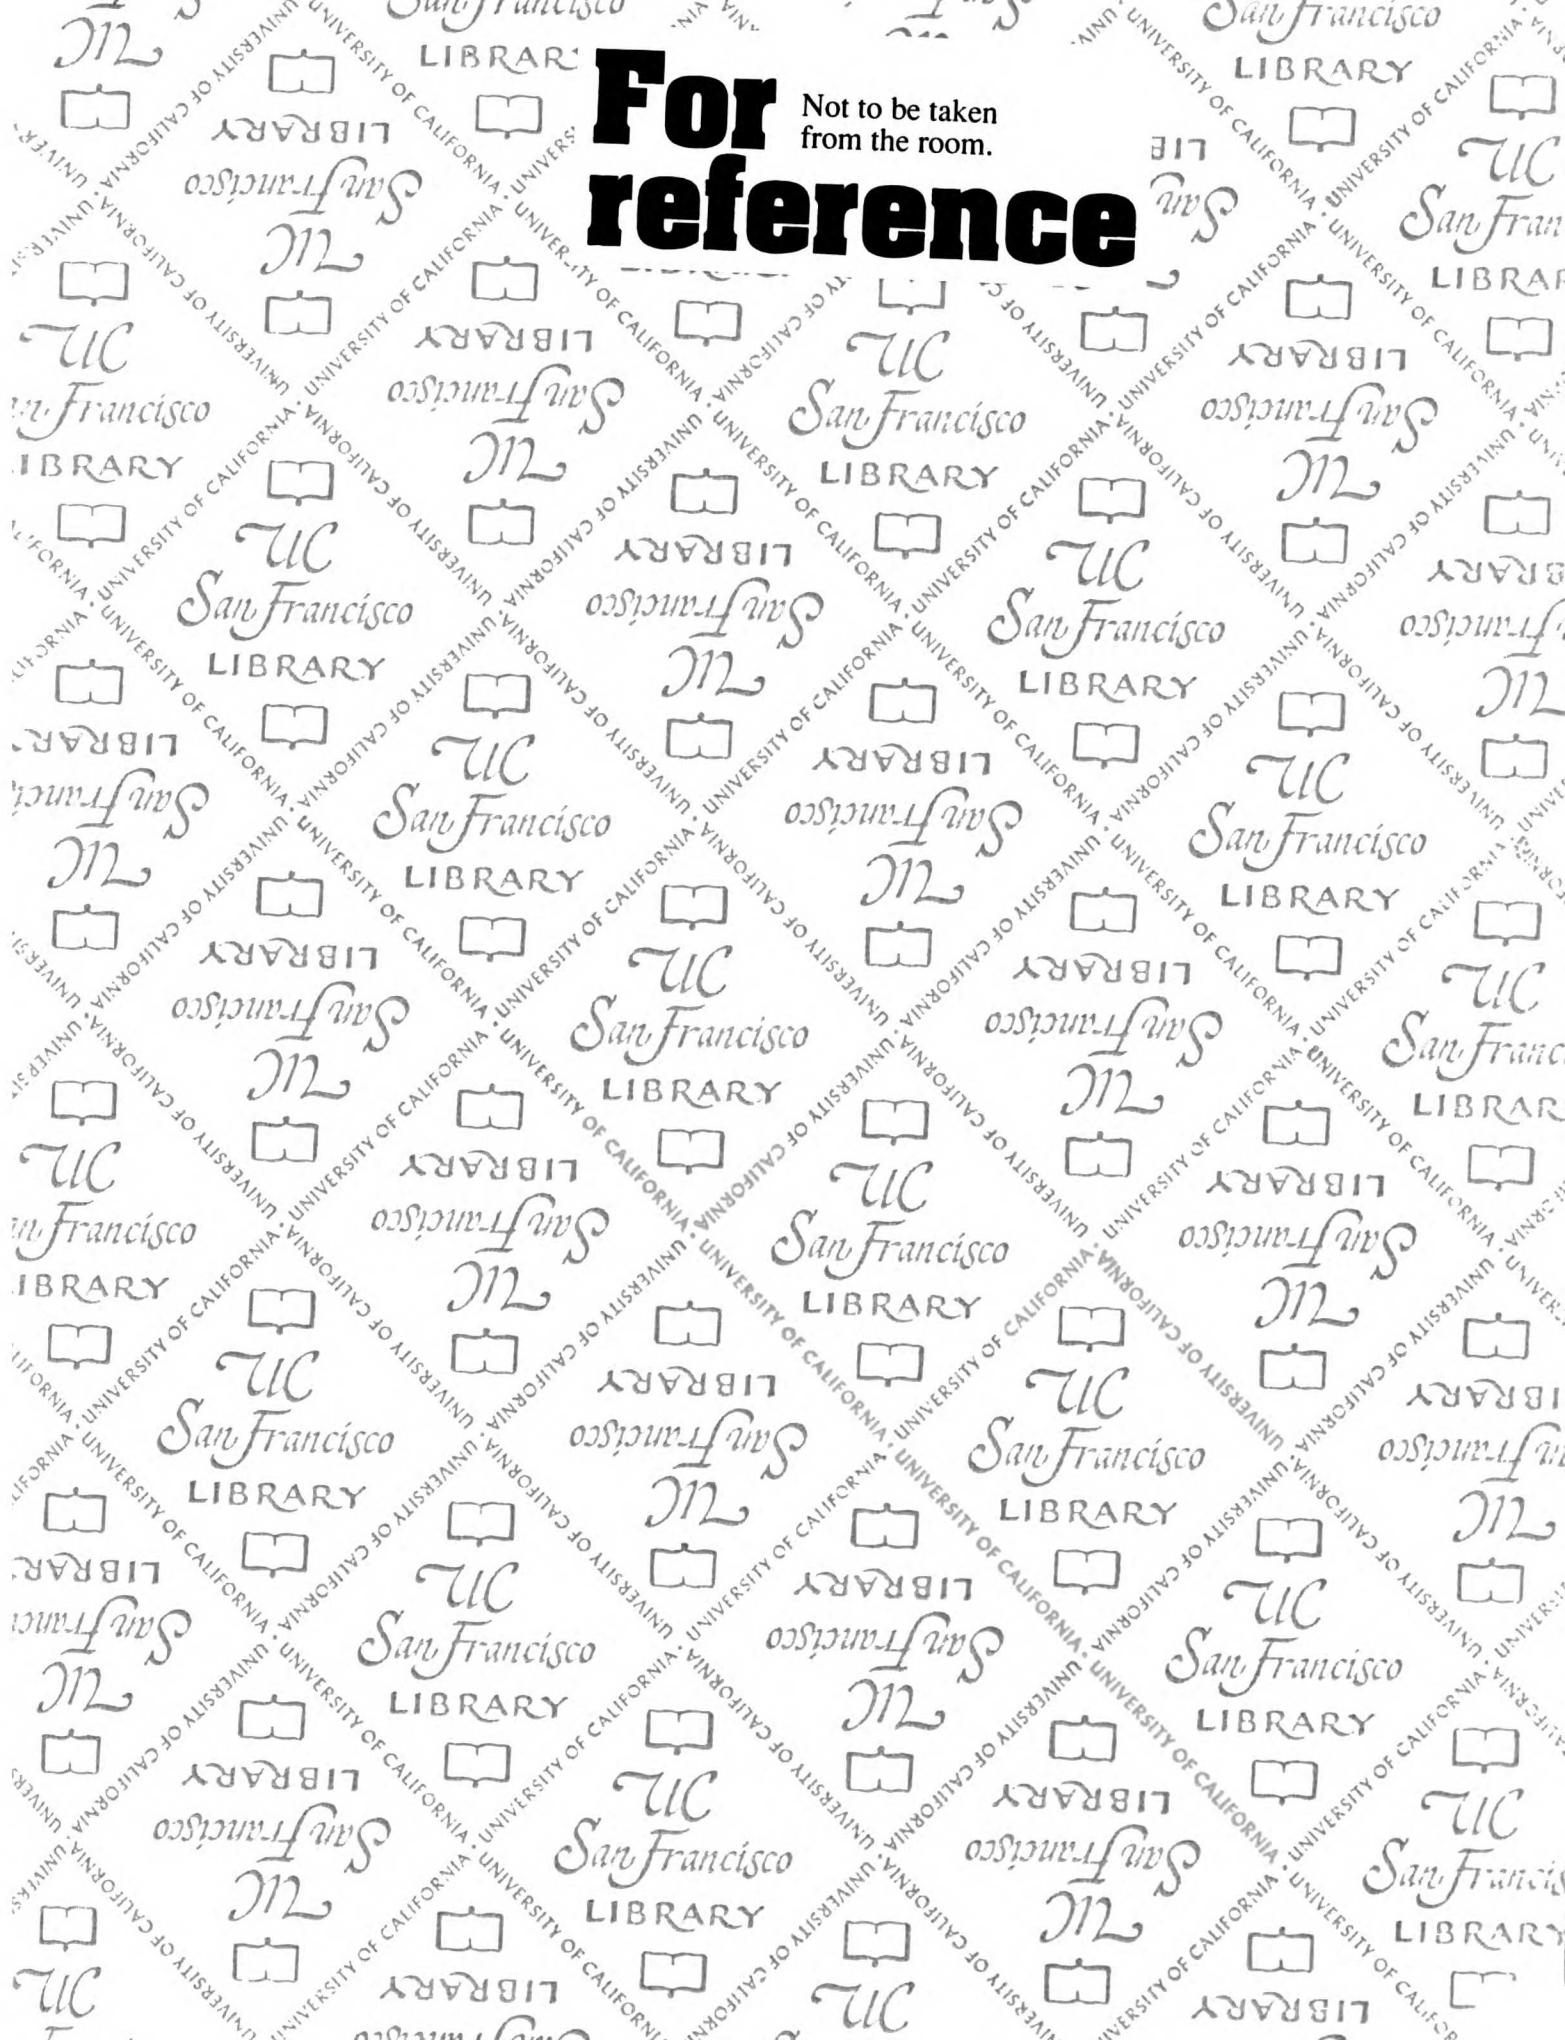 For
Not to be taken
from the room.
reference
UC
San Francisco
LIBRARY
UNIVERSITY OF CALIFORNIA